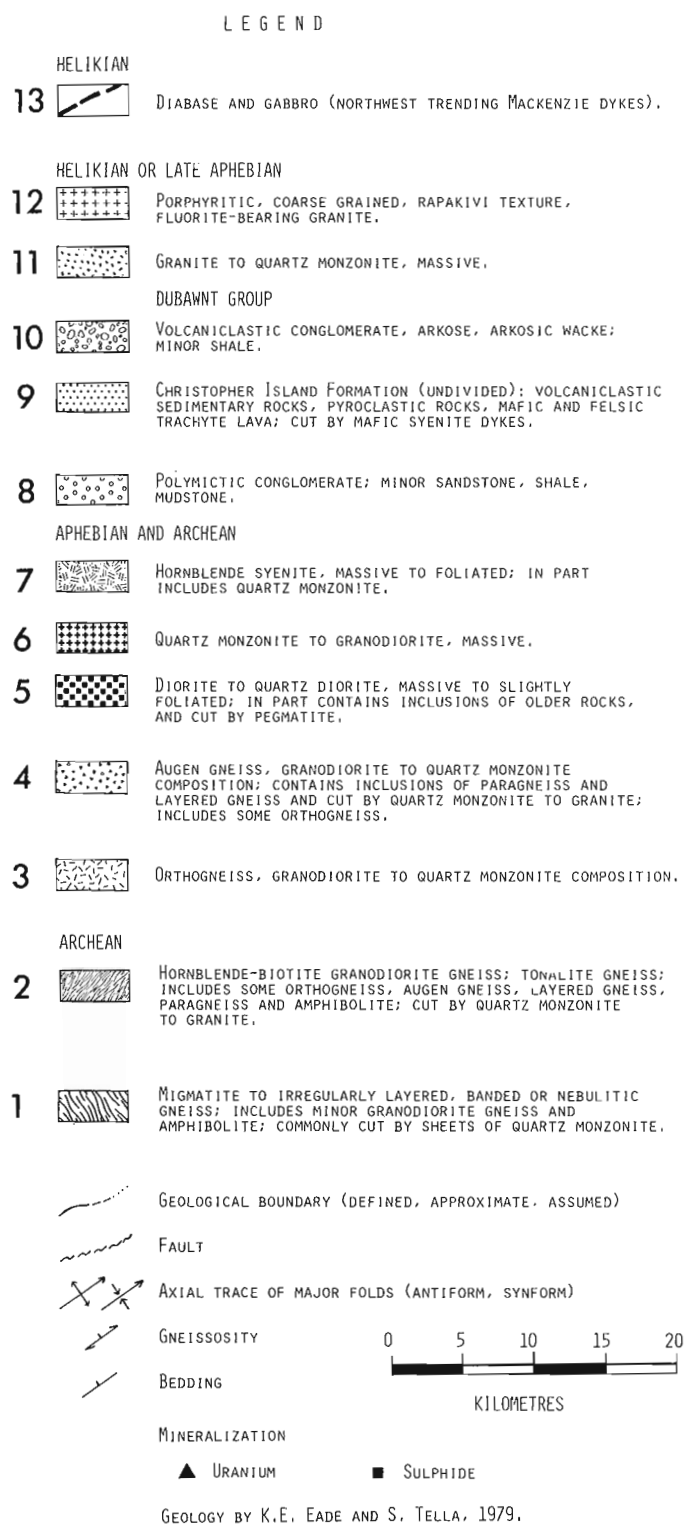 LEGEND
HELIKIAN
13 DIABASE AND GABBRO (NORTHWEST TRENDING MACKENZIE DYKES).
HELIKIAN OR LATE APHEBIAN
12 PORPHYRITIC, COARSE GRAINED, RAPAKIVI TEXTURE,
FLUORITE-BEARING GRANITE.
11 GRANITE TO QUARTZ MONZONITE, MASSIVE.
DUBAWNT GROUP
10 VOLCANICLASTIC CONGLOMERATE, ARKOSE, ARKOSIC WACKE;
MINOR SHALE.
9 CHRISTOPHER ISLAND FORMATION (UNDIVIDED): VOLCANICLASTIC
SEDIMENTARY ROCKS, PYROCLASTIC ROCKS, MAFIC AND FELSIC
TRACHYTE LAVA; CUT BY MAFIC SYENITE DYKES.
8 POLYMICTIC CONGLOMERATE; MINOR SANDSTONE, SHALE,
MUDSTONE.
APHEBIAN AND ARCHEAN
7 HORNBLENDE SYENITE, MASSIVE TO FOLIATED; IN PART
INCLUDES QUARTZ MONZONITE.
6 QUARTZ MONZONITE TO GRANODIORITE, MASSIVE.
5 DIORITE TO QUARTZ DIORITE, MASSIVE TO SLIGHTLY
FOLIATED; IN PART CONTAINS INCLUSIONS OF OLDER ROCKS,
AND CUT BY PEGMATITE.
4 AUGEN GNEISS, GRANODIORITE TO QUARTZ MONZONITE
COMPOSITION; CONTAINS INCLUSIONS OF PARAGNEISS AND
LAYERED GNEISS AND CUT BY QUARTZ MONZONITE TO GRANITE;
INCLUDES SOME ORTHOGNEISS.
3 ORTHOGNEISS, GRANODIORITE TO QUARTZ MONZONITE COMPOSITION.
ARCHEAN
2 HORNBLENDE-BIOTITE GRANODIORITE GNEISS; TONALITE GNEISS;
INCLUDES SOME ORTHOGNEISS, AUGEN GNEISS, LAYERED GNEISS,
PARAGNEISS AND AMPHIBOLITE; CUT BY QUARTZ MONZONITE
TO GRANITE.
1 MIGMATITE TO IRREGULARLY LAYERED, BANDED OR NEBULITIC
GNEISS; INCLUDES MINOR GRANODIORITE GNEISS AND
AMPHIBOLITE; COMMONLY CUT BY SHEETS OF QUARTZ MONZONITE.
GEOLOGICAL BOUNDARY (DEFINED, APPROXIMATE, ASSUMED)
FAULT
AXIAL TRACE OF MAJOR FOLDS (ANTIFORM, SYNFORM)
GNEISSOSITY
BEDDING
0 5 10 15 20
KILOMETRES
MINERALIZATION
URANIUM SULPHIDE
GEOLOGY BY K.E. EADE AND S. TELLA, 1979.